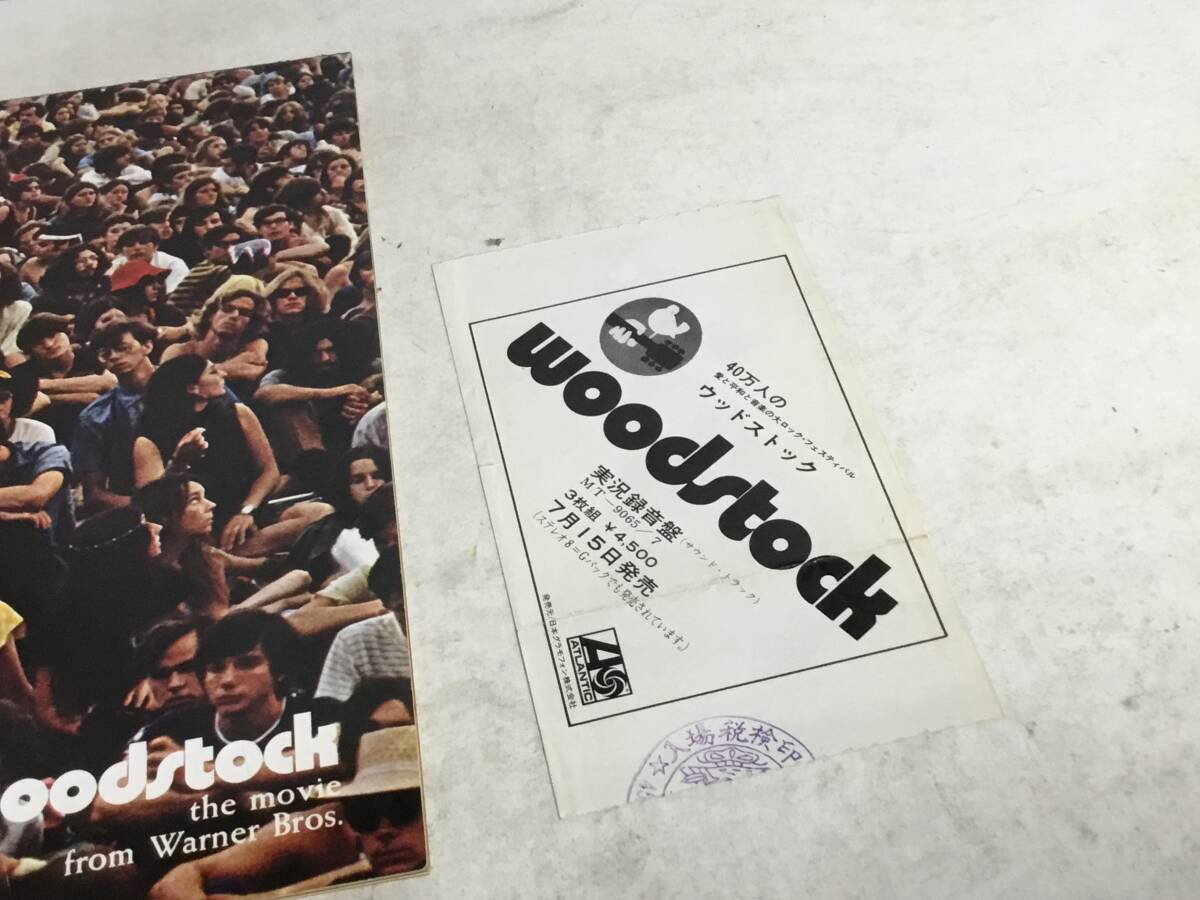 oodstock
the movie
from Warner Bros.
woodstock
40万人の
愛と平和と音楽の大ロック・フェスティバル
ウッドストック
実況録音盤(サウンド・トラック)
MT-9065/7
3枚組 ¥4,500
7月15日発売
(ステレオ8=Gパックでも発売されています。)
発売元/日本グラモフォン株式会社
ATLANTIC
☆入場税検印